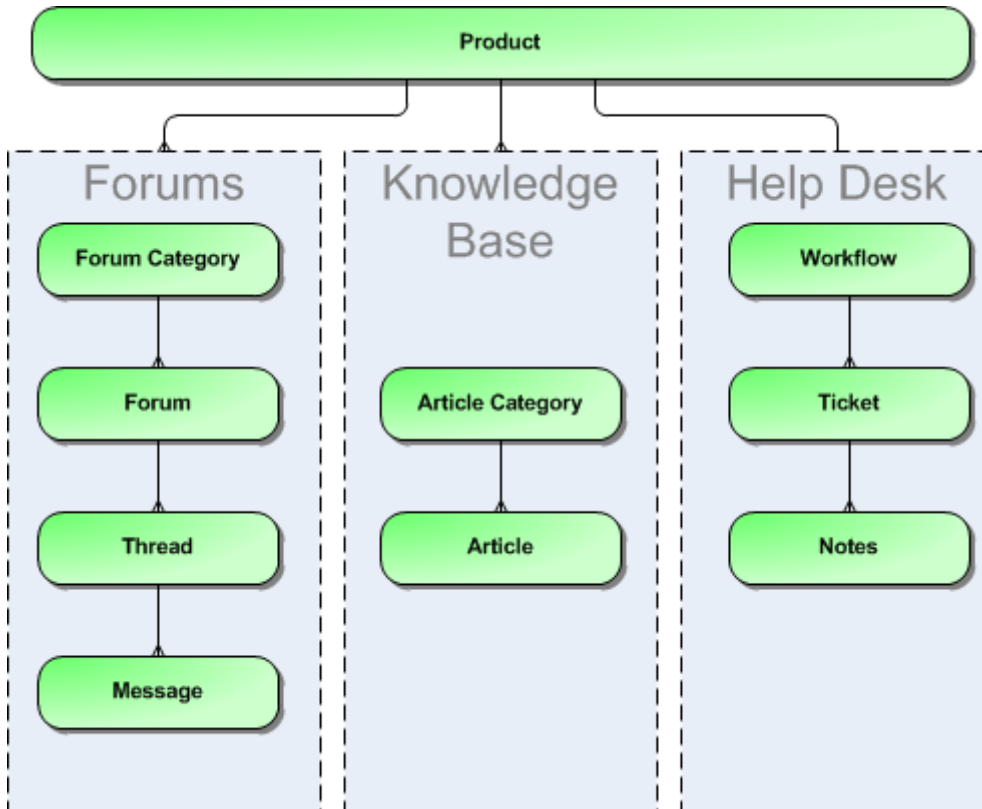 Product
Forums
Forum Category
Forum
Thread
Message
Knowledge
Base
Article Category
Article
Help Desk
Workflow
Ticket
Notes